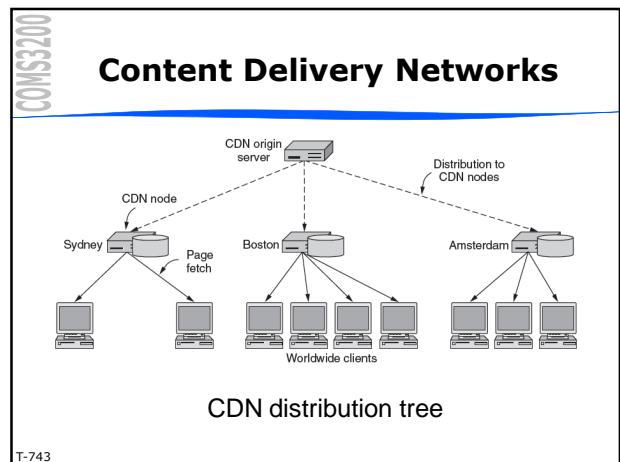 COMS3200
Content Delivery Networks
CDN origin
server
Distribution to
CDN nodes
CDN node
Sydney
Page
fetch
Boston
Amsterdam
Worldwide clients
CDN distribution tree
T-743